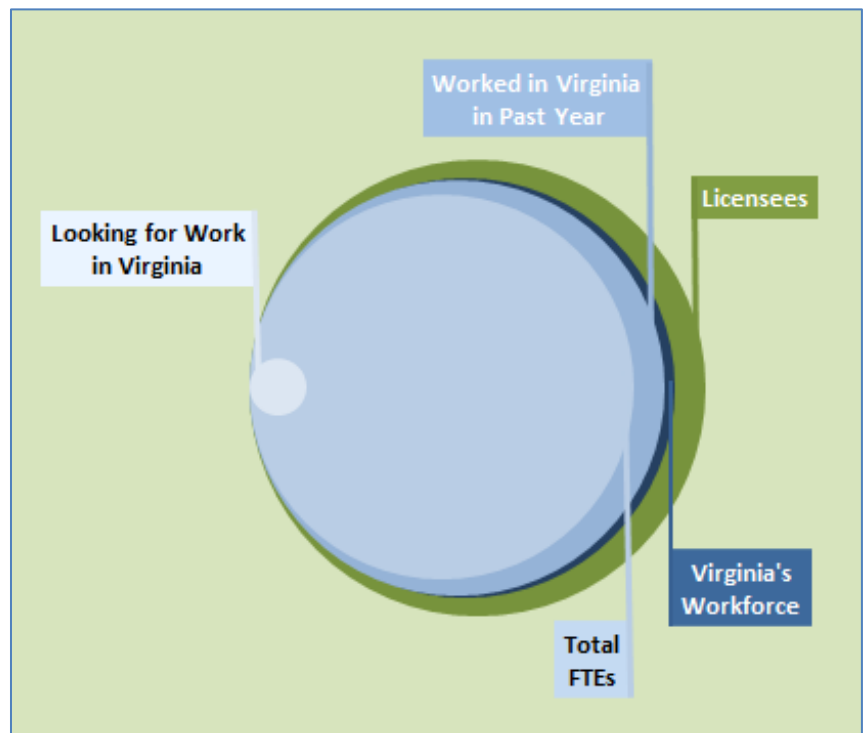 Worked in Virginia
in Past Year
Licensees
Looking for Work
in Virginia
Virginia's
Workforce
Total
FTEs